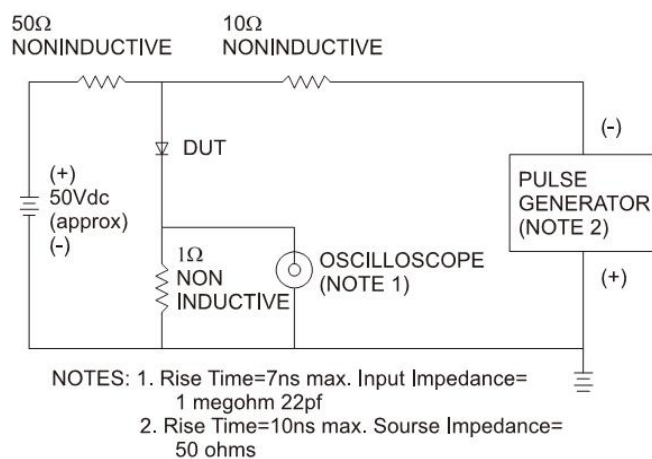 50Ω
NONINDUCTIVE
10Ω
NONINDUCTIVE
DUT
(+)
50Vdc
(approx)
(-)
1Ω
NON
INDUCTIVE
OSCILLOSCOPE
(NOTE 1)
(-)
PULSE
GENERATOR
(NOTE 2)
(+)
NOTES: 1. Rise Time=7ns max. Input Impedance=
1 megohm 22pf
2. Rise Time=10ns max. Sourse Impedance=
50 ohms